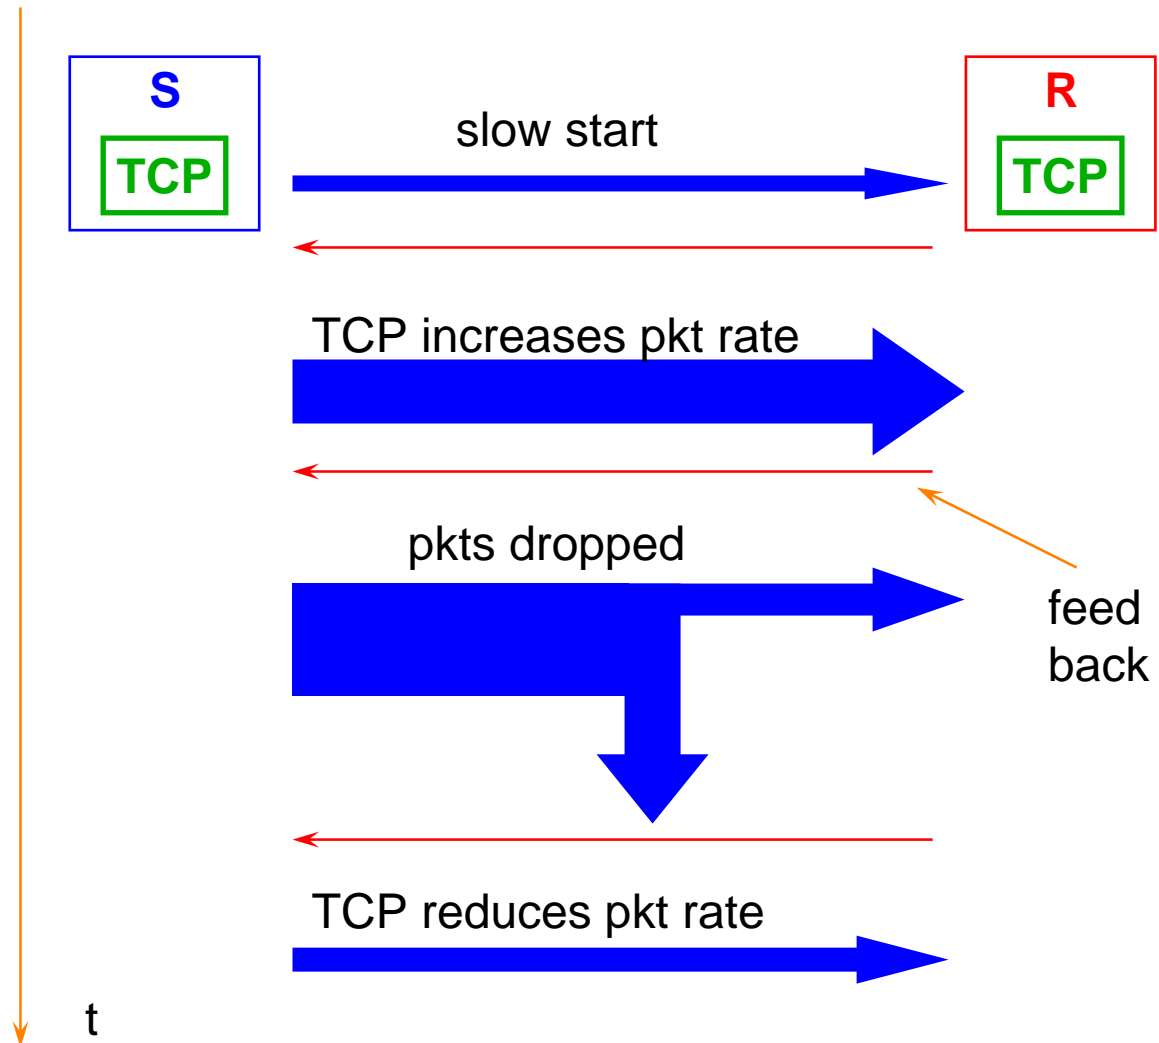 S
R
TCP
TCP
slow start
TCP increases pkt rate
pkts dropped
feed
back
TCP reduces pkt rate
t